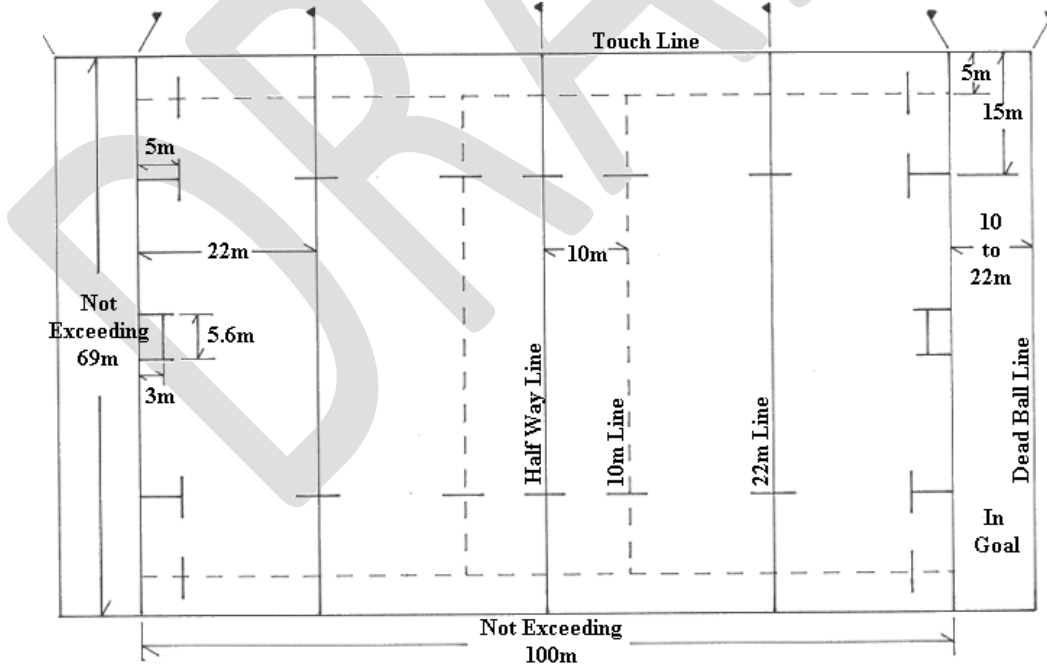 Touch Line
5m
15m
5m
22m
10m
10
to
22m
Not
Exceeding
69m
5.6m
3m
Half Way Line
10m Line
22m Line
Dead Ball Line
In
Goal
Not Exceeding
100m
DRA